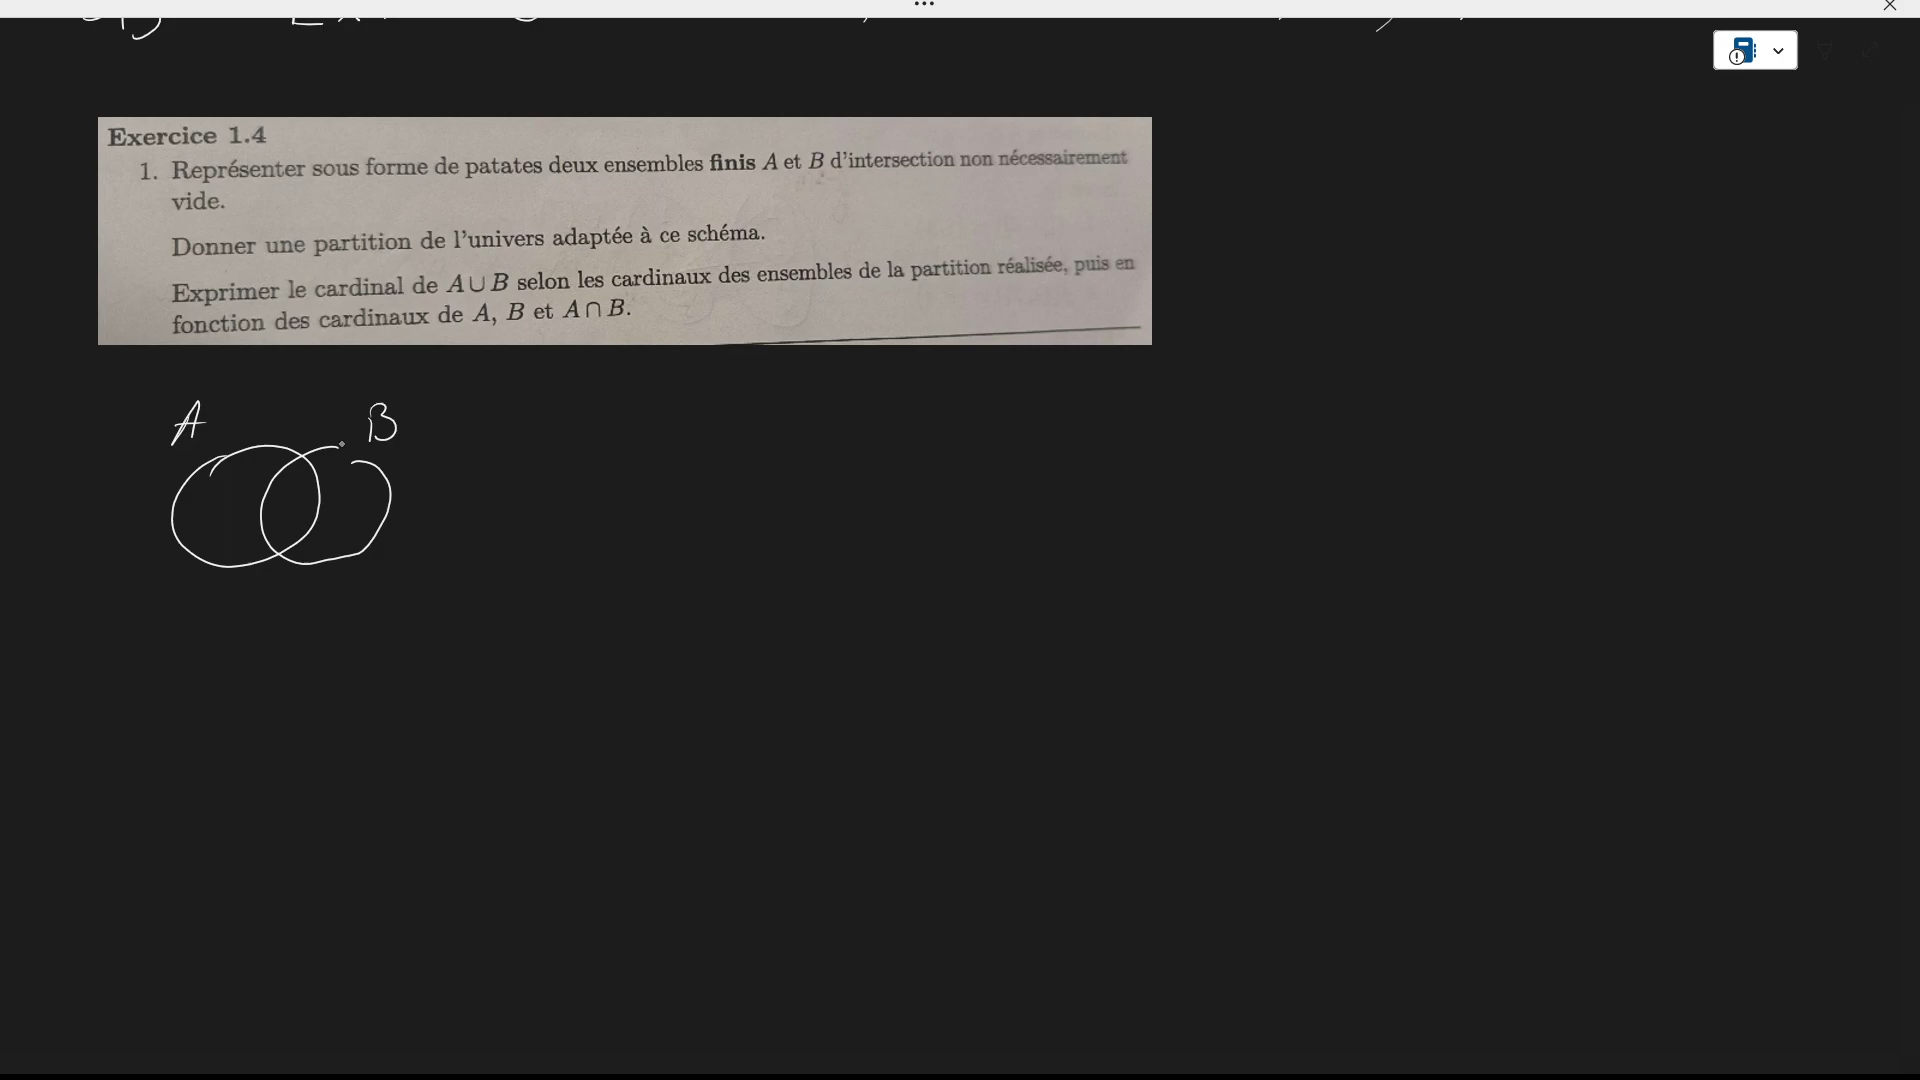 Exercice 1.4
1. Représenter sous forme de patates deux ensembles finis A et B d'intersection non nécessairement
vide.
Donner une partition de l'univers adaptée à ce schéma.
Exprimer le cardinal de A ∪ B selon les cardinaux des ensembles de la partition réalisée, puis en
fonction des cardinaux de A, B et A ∩ B.
A B